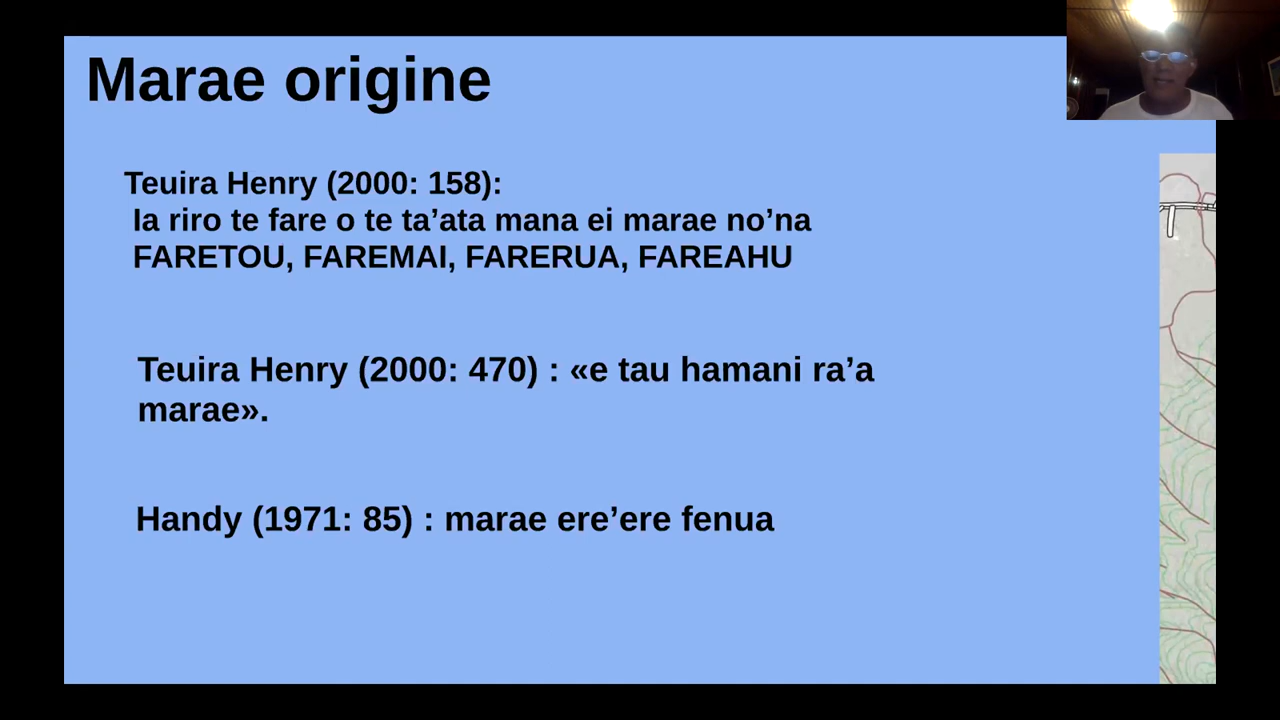 Marae origine
Teuira Henry (2000: 158):
Ia riro te fare o te ta’ata mana ei marae no’na
FARETOU, FAREMAI, FARERUA, FAREAHU
Teuira Henry (2000: 470) : «e tau hamani ra’a
marae».
Handy (1971: 85) : marae ere’ere fenua